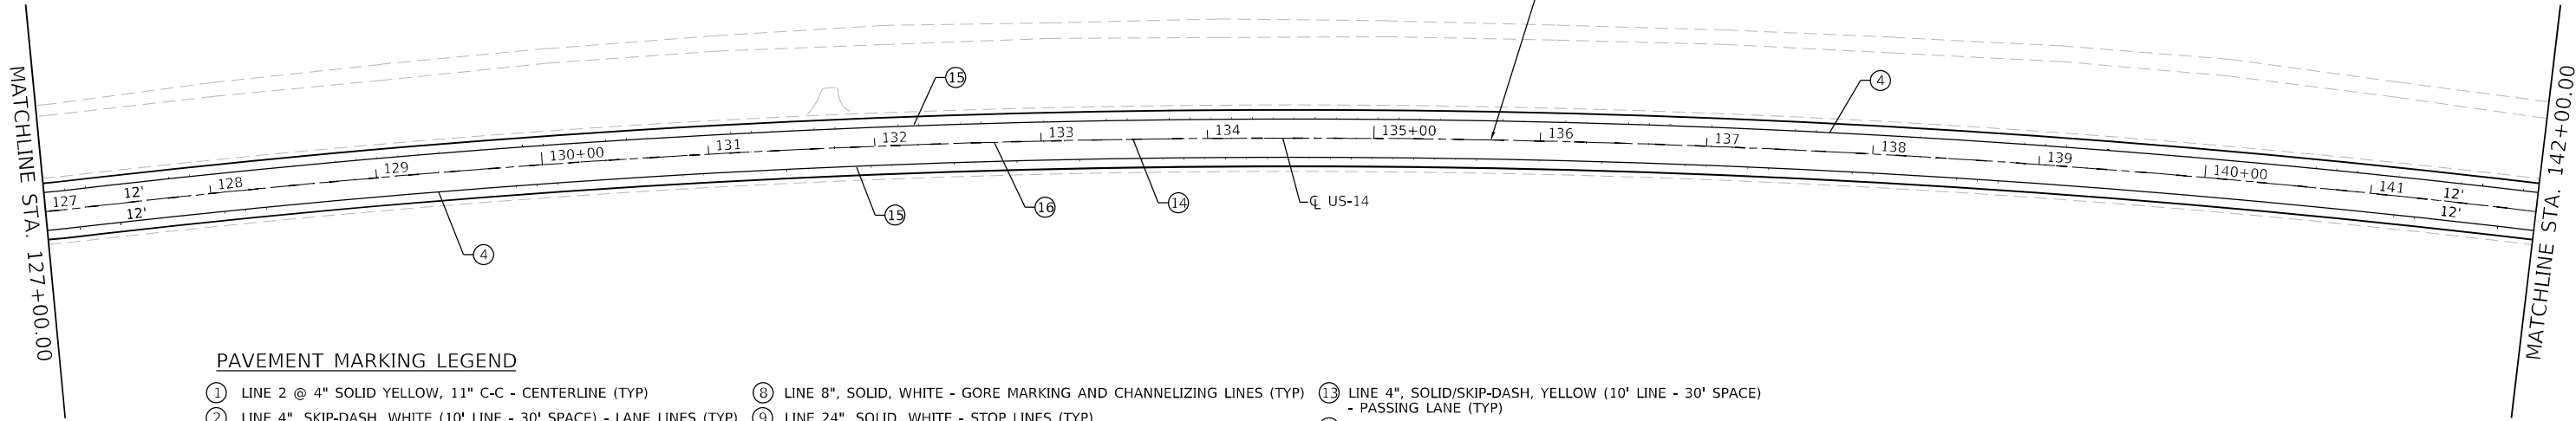 MATCHLINE STA. 127+00.00
127
12'
12'
128
129
130+00
131
132
133
134
135+00
136
137
138
139
140+00
141
12'
12'
MATCHLINE STA. 142+00.00
15
4
4
15
16
14
℄ US-14
PAVEMENT MARKING LEGEND
1 LINE 2 @ 4" SOLID YELLOW, 11" C-C - CENTERLINE (TYP)
2 LINE 4", SKIP-DASH, WHITE (10' LINE - 30' SPACE) - LANE LINES (TYP)
8 LINE 8", SOLID, WHITE - GORE MARKING AND CHANNELIZING LINES (TYP)
9 LINE 24", SOLID, WHITE - STOP LINES (TYP)
13 LINE 4", SOLID/SKIP-DASH, YELLOW (10' LINE - 30' SPACE)
- PASSING LANE (TYP)